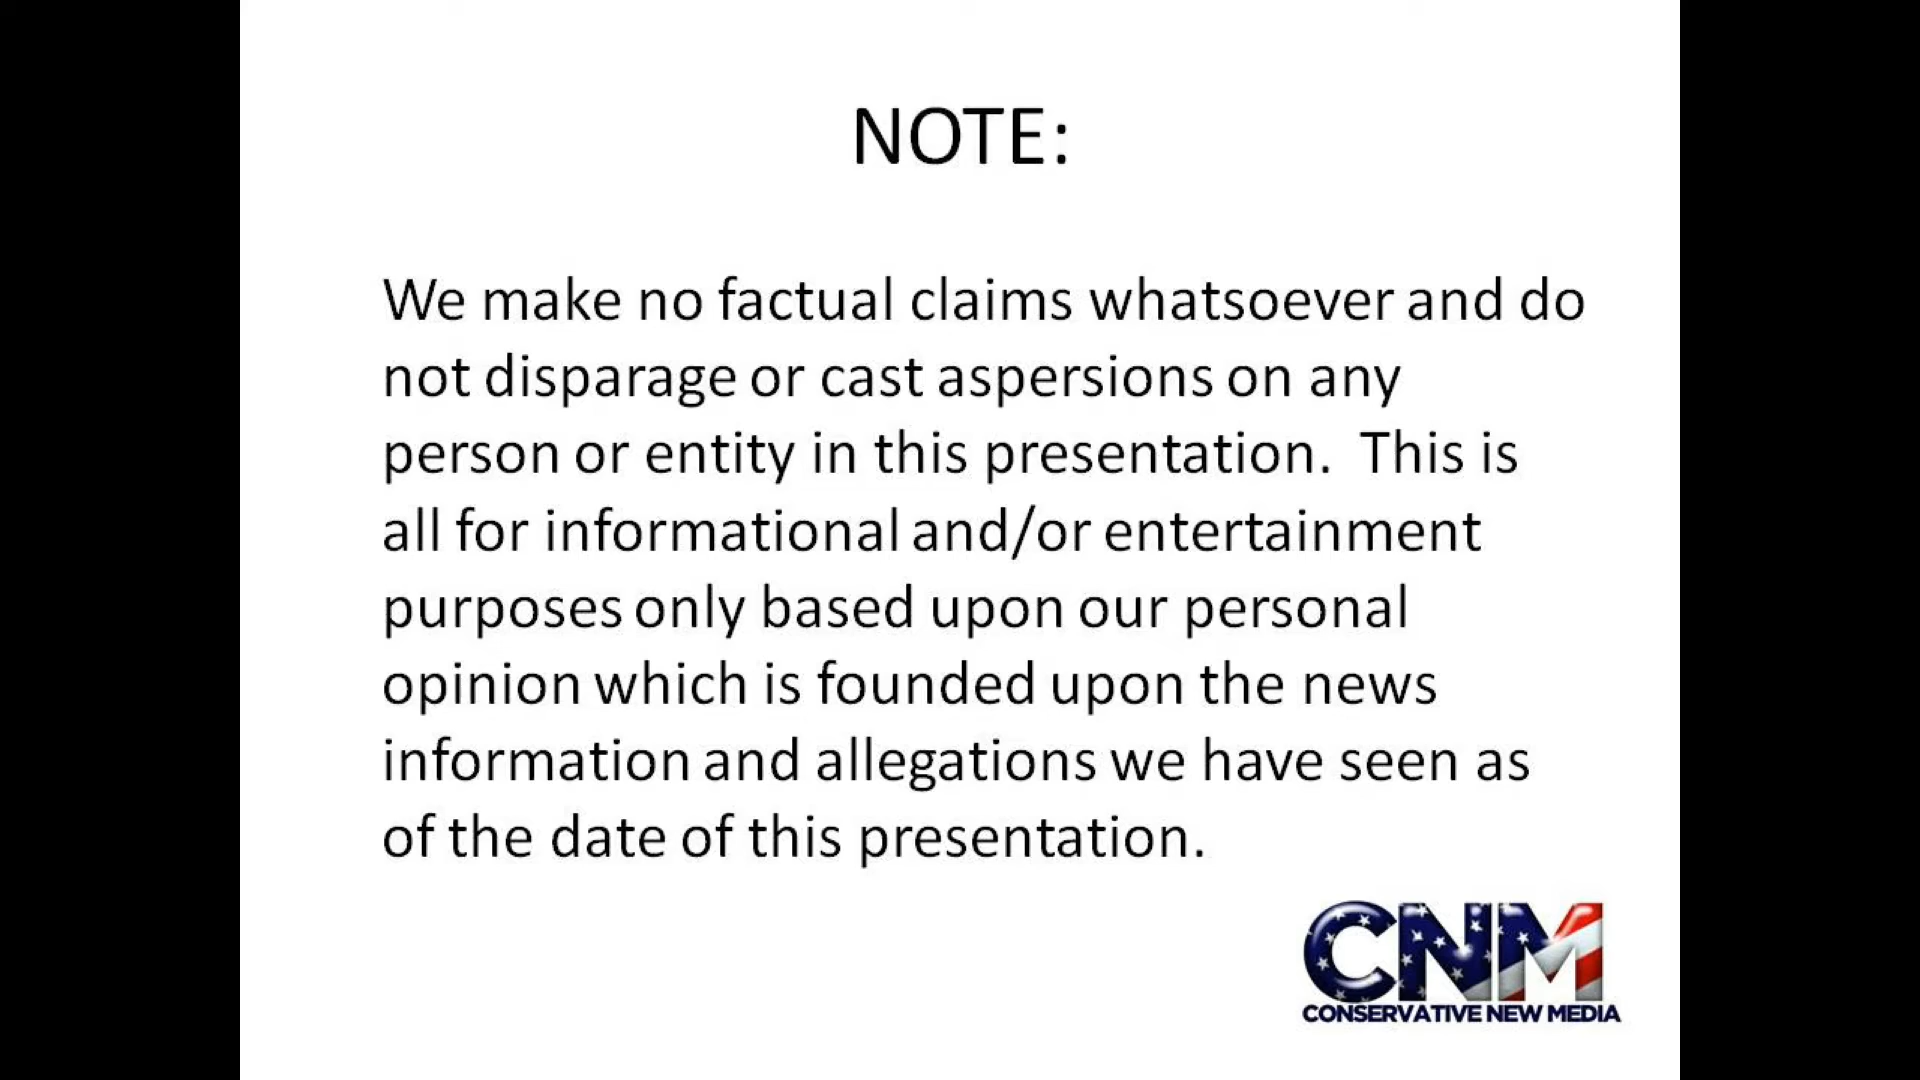 NOTE:
We make no factual claims whatsoever and do
not disparage or cast aspersions on any
person or entity in this presentation.  This is
all for informational and/or entertainment
purposes only based upon our personal
opinion which is founded upon the news
information and allegations we have seen as
of the date of this presentation.
CNM
CONSERVATIVE NEW MEDIA